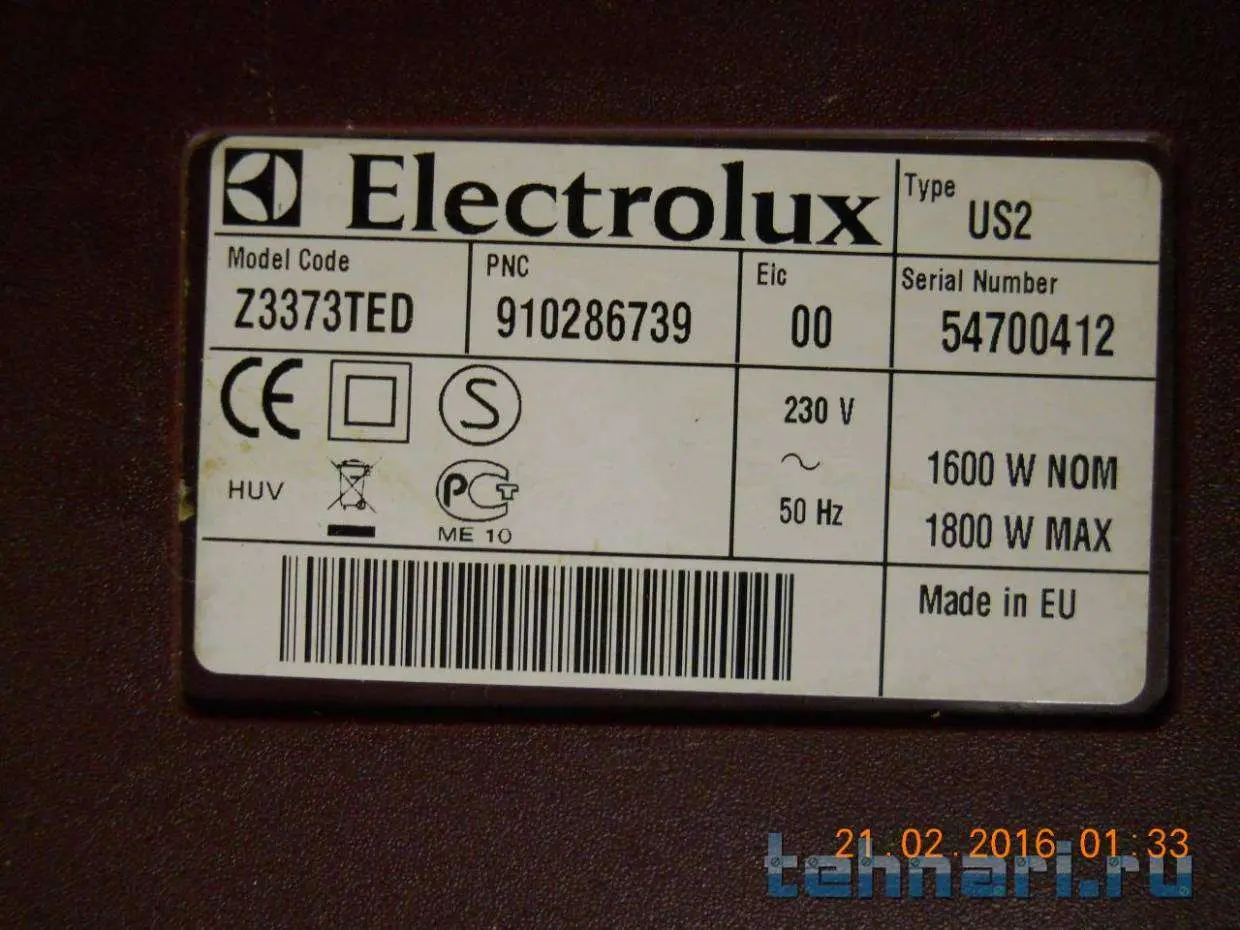 Electrolux
Type
US2
Model Code
Z3373TED
PNC
910286739
Eic
00
Serial Number
54700412
CE
S
HUV
РСТ
ME 10
230 V
~
50 Hz
1600 W NOM
1800 W MAX
Made in EU
21.02.2016 01:33
tehnari.ru